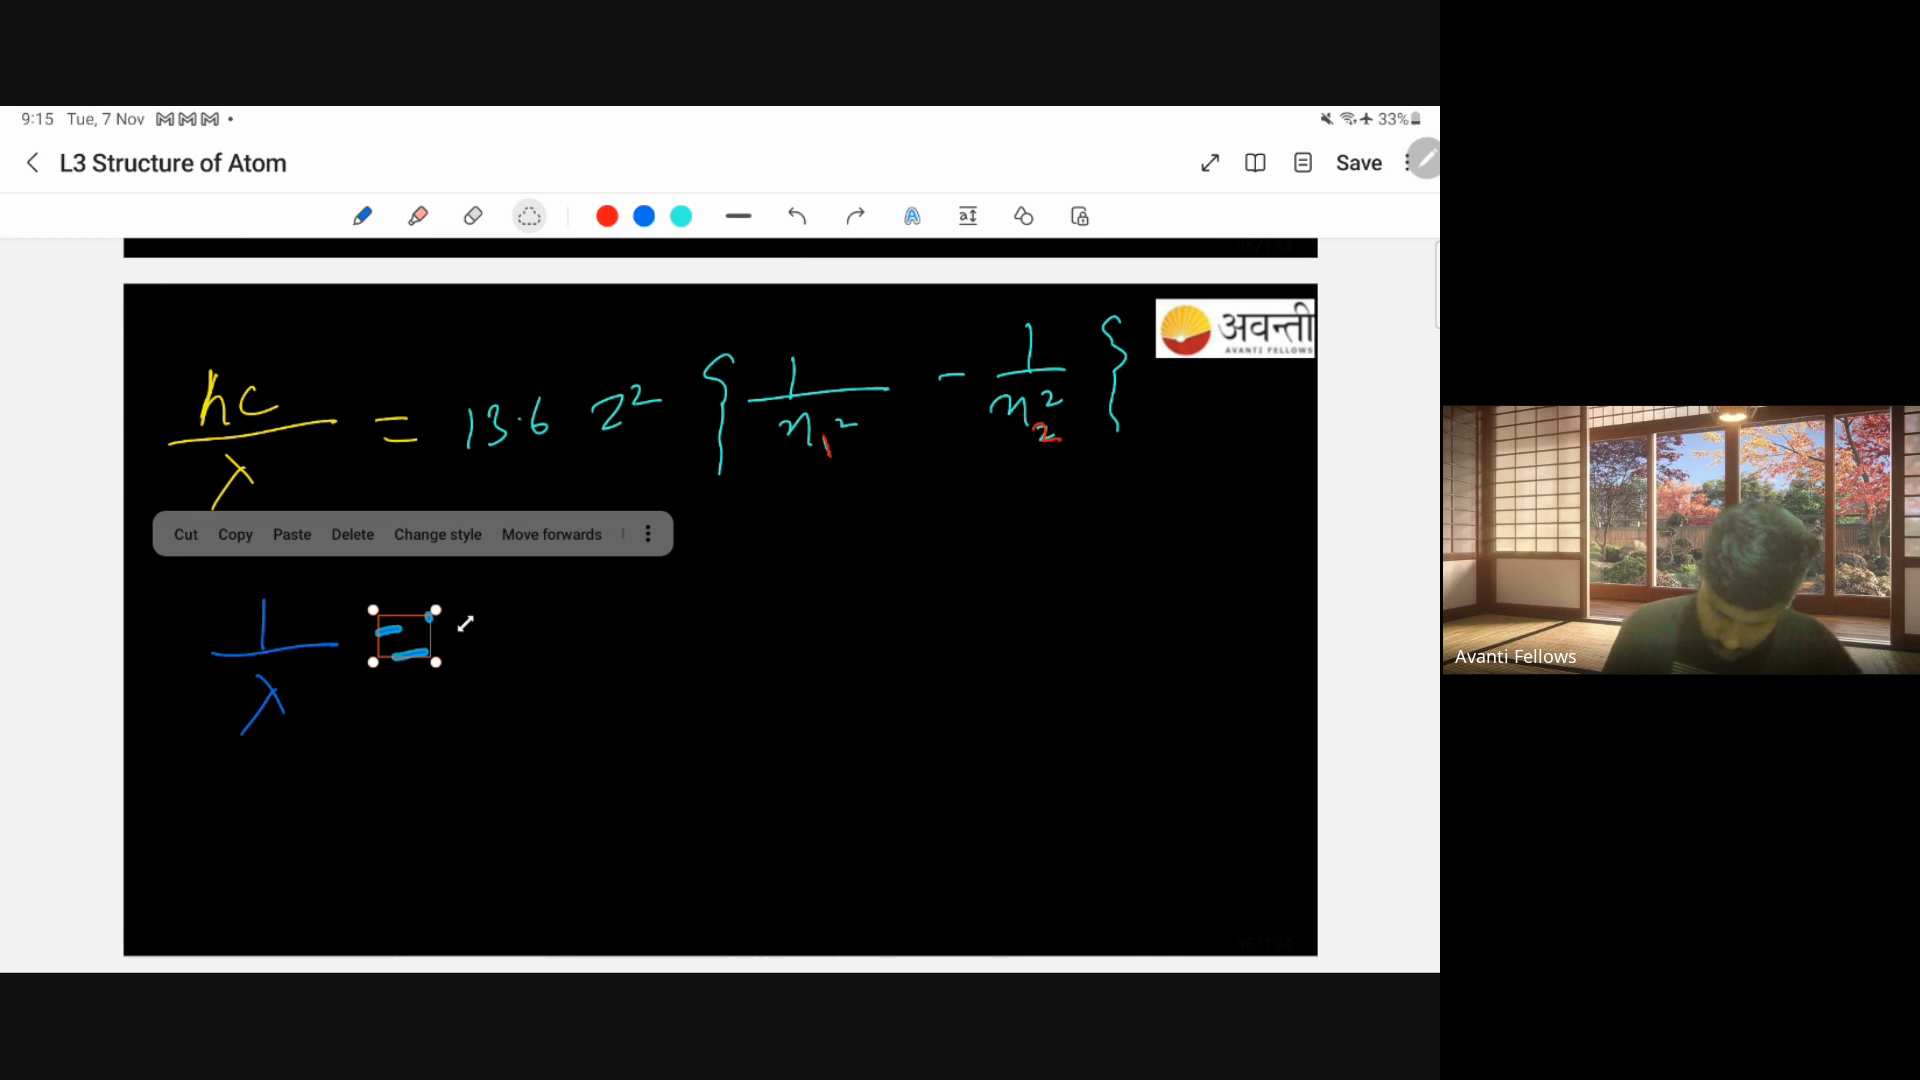 9:15 Tue, 7 Nov
33%
L3 Structure of Atom
Save
अवन्ती
AVANTI FELLOWS
hc/λ = 13.6 Z² { 1/n₁² - 1/n₂² }
Cut Copy Paste Delete Change style Move forwards
1/λ =
Avanti Fellows